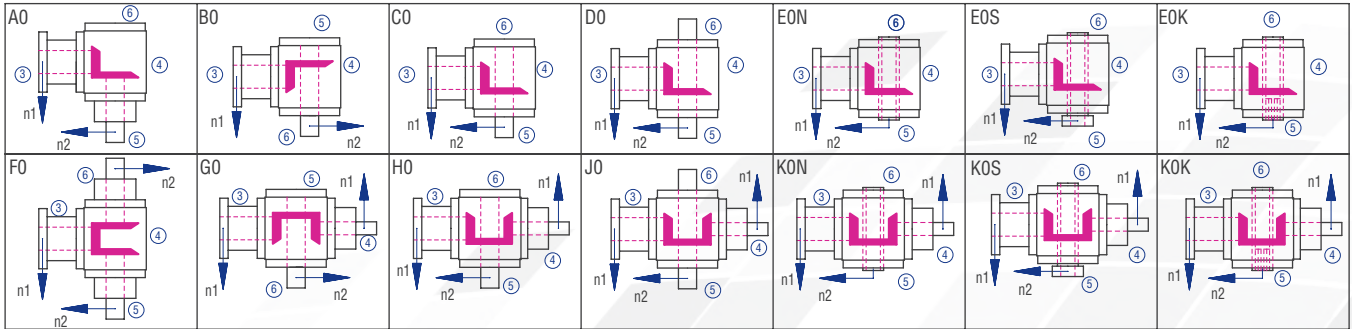 A0 6 3 4 n1 n2 5
B0 5 3 4 n1 6 n2
C0 6 3 4 n1 n2 5
D0 6 3 4 n1 n2 5
E0N 6 3 4 n1 n2 5
E0S 6 3 4 n1 n2 5
E0K 6 3 4 n1 n2 5
F0 6 n2 3 4 n1 n2 5
G0 5 n1 3 4 n1 6 n2
H0 6 n1 3 4 n1 n2 5
J0 6 n1 3 4 n1 n2 5
K0N 6 n1 3 4 n1 n2 5
K0S 6 n1 3 4 n1 n2 5
K0K 6 n1 3 4 n1 n2 5